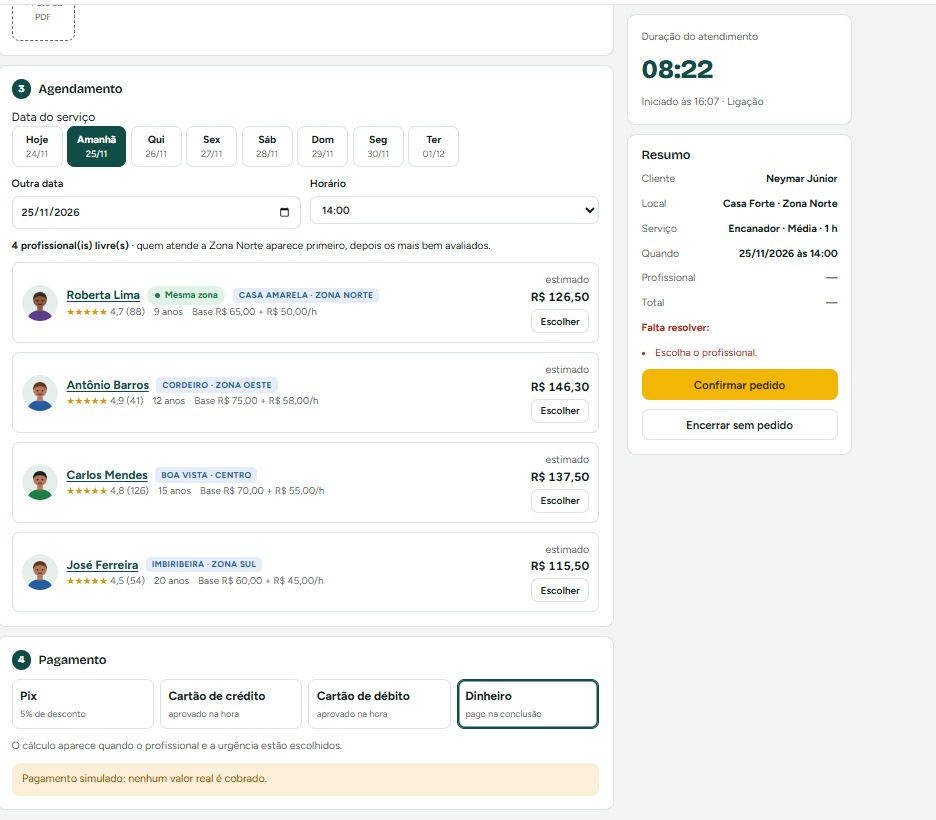 PDF
3 Agendamento
Data do serviço
Hoje
24/11
Amanhã
25/11
Qui
26/11
Sex
27/11
Sáb
28/11
Dom
29/11
Seg
30/11
Ter
01/12
Outra data
25/11/2026
Horário
14:00
4 profissional(is) livre(s) · quem atende a Zona Norte aparece primeiro, depois os mais bem avaliados.
Roberta Lima ● Mesma zona CASA AMARELA · ZONA NORTE
★★★★★ 4,7 (88) 9 anos Base R$ 65,00 + R$ 50,00/h
estimado
R$ 126,50
Escolher
Antônio Barros CORDEIRO · ZONA OESTE
★★★★★ 4,9 (41) 12 anos Base R$ 75,00 + R$ 58,00/h
estimado
R$ 146,30
Escolher
Carlos Mendes BOA VISTA · CENTRO
★★★★★ 4,8 (126) 15 anos Base R$ 70,00 + R$ 55,00/h
estimado
R$ 137,50
Escolher
José Ferreira IMBIRIBEIRA · ZONA SUL
★★★★★ 4,5 (54) 20 anos Base R$ 60,00 + R$ 45,00/h
estimado
R$ 115,50
Escolher
4 Pagamento
Pix
5% de desconto
Cartão de crédito
aprovado na hora
Cartão de débito
aprovado na hora
Dinheiro
pago na conclusão
O cálculo aparece quando o profissional e a urgência estão escolhidos.
Pagamento simulado: nenhum valor real é cobrado.
Duração do atendimento
08:22
Iniciado às 16:07 · Ligação
Resumo
Cliente Neymar Júnior
Local Casa Forte · Zona Norte
Serviço Encanador · Média · 1 h
Quando 25/11/2026 às 14:00
Profissional —
Total —
Falta resolver:
• Escolha o profissional.
Confirmar pedido
Encerrar sem pedido